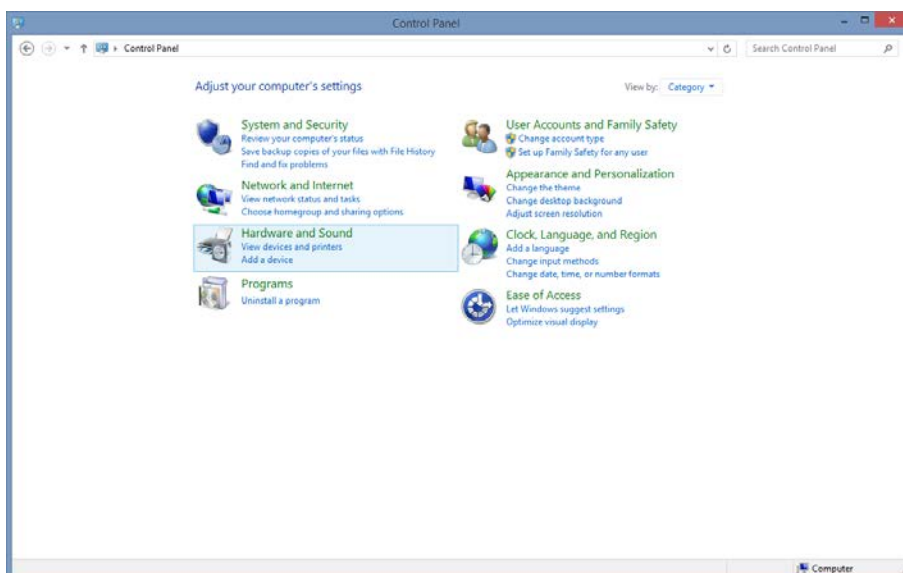 Control Panel
Control Panel
Search Control Panel
Adjust your computer's settings
View by: Category
System and Security
Review your computer's status
Save backup copies of your files with File History
Find and fix problems
Network and Internet
View network status and tasks
Choose homegroup and sharing options
Hardware and Sound
View devices and printers
Add a device
Programs
Uninstall a program
User Accounts and Family Safety
Change account type
Set up Family Safety for any user
Appearance and Personalization
Change the theme
Change desktop background
Adjust screen resolution
Clock, Language, and Region
Add a language
Change input methods
Change date, time, or number formats
Ease of Access
Let Windows suggest settings
Optimize visual display
Computer